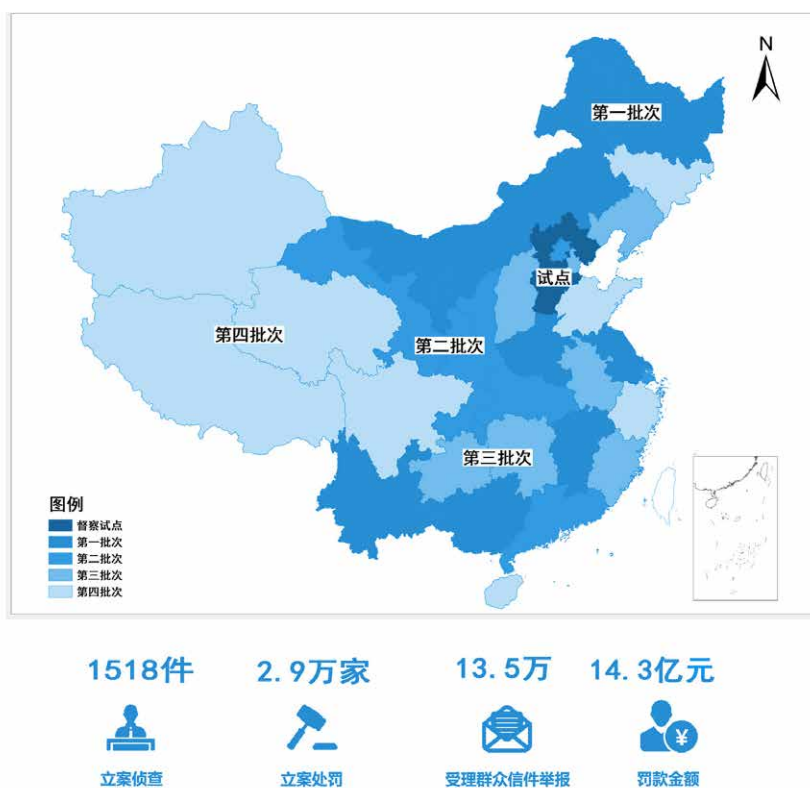 N
第一批次
试点
第四批次
第二批次
第三批次
图例
督察试点
第一批次
第二批次
第三批次
第四批次
1518件 2.9万家 13.5万 14.3亿元
¥
立案侦查 立案处罚 受理群众信件举报 罚款金额